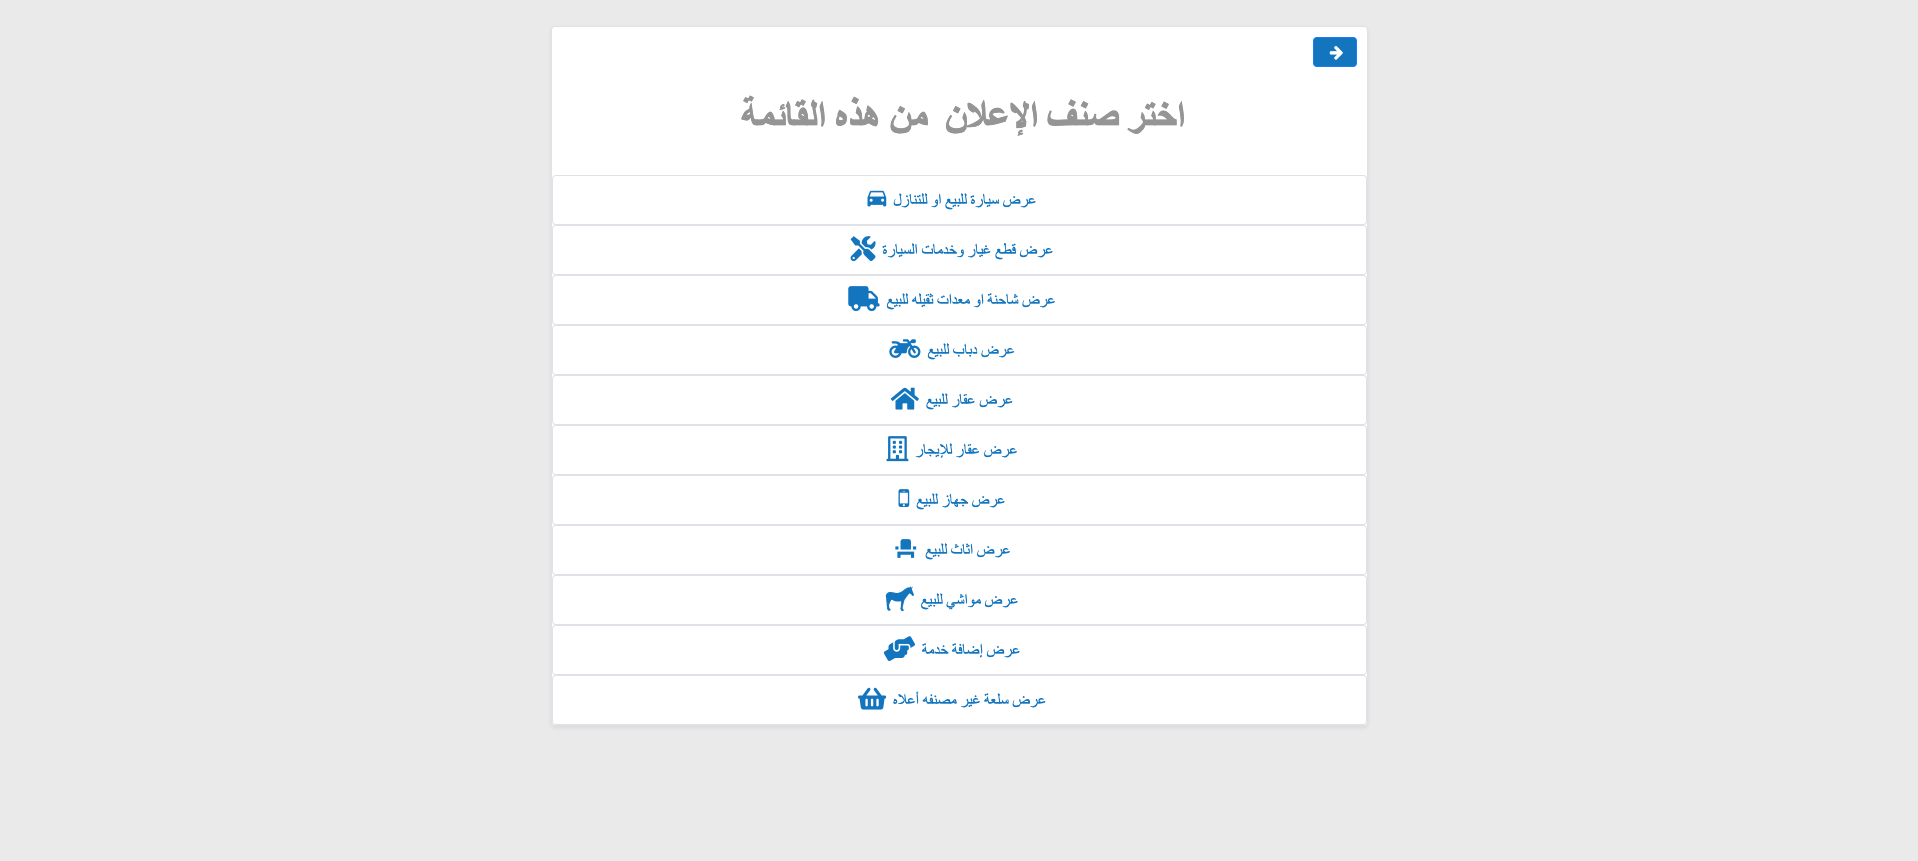 اختر صنف الإعلان من هذه القائمة
عرض سيارة للبيع او للتنازل
عرض قطع غيار وخدمات السيارة
عرض شاحنة او معدات ثقيله للبيع
عرض دباب للبيع
عرض عقار للبيع
عرض عقار للإيجار
عرض جهاز للبيع
عرض اثاث للبيع
عرض مواشي للبيع
عرض إضافة خدمة
عرض سلعة غير مصنفه أعلاه